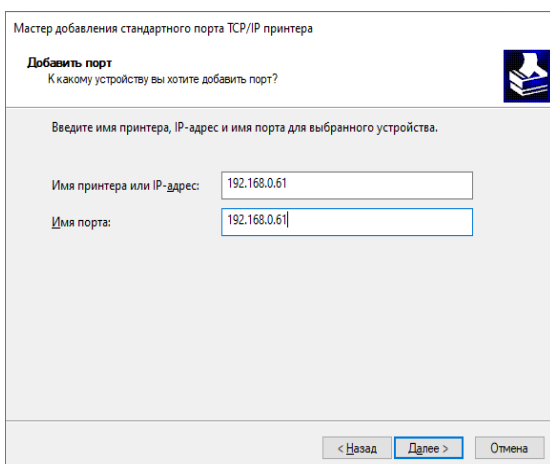 Мастер добавления стандартного порта TCP/IP принтера
Добавить порт
К какому устройству вы хотите добавить порт?
Введите имя принтера, IP-адрес и имя порта для выбранного устройства.
Имя принтера или IP-адрес: 192.168.0.61
Имя порта: 192.168.0.61
< Назад Далее > Отмена